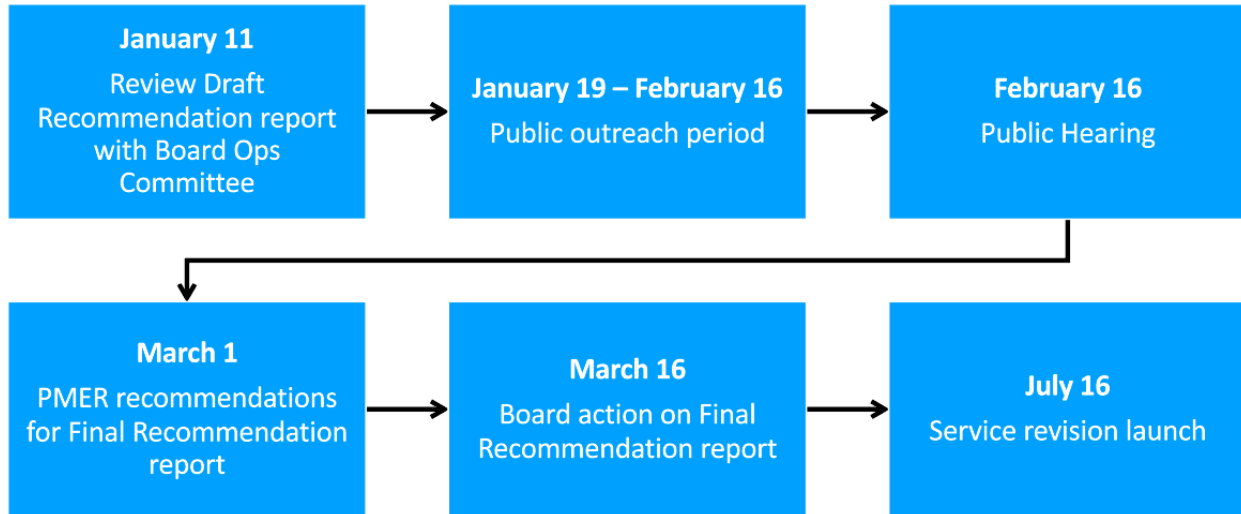 January 11
Review Draft
Recommendation report
with Board Ops
Committee
January 19 – February 16
Public outreach period
February 16
Public Hearing
March 1
PMER recommendations
for Final Recommendation
report
March 16
Board action on Final
Recommendation report
July 16
Service revision launch